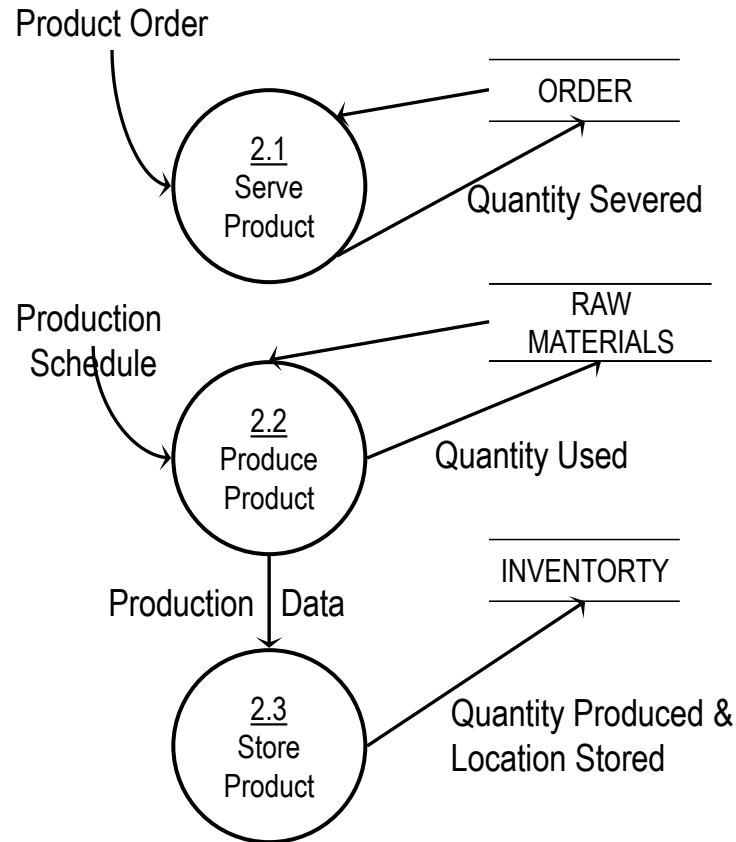 Product Order
ORDER
2.1
Serve
Product
Quantity Severed
RAW
MATERIALS
Production
Schedule
2.2
Produce
Product
Quantity Used
INVENTORTY
Production Data
2.3
Store
Product
Quantity Produced &
Location Stored